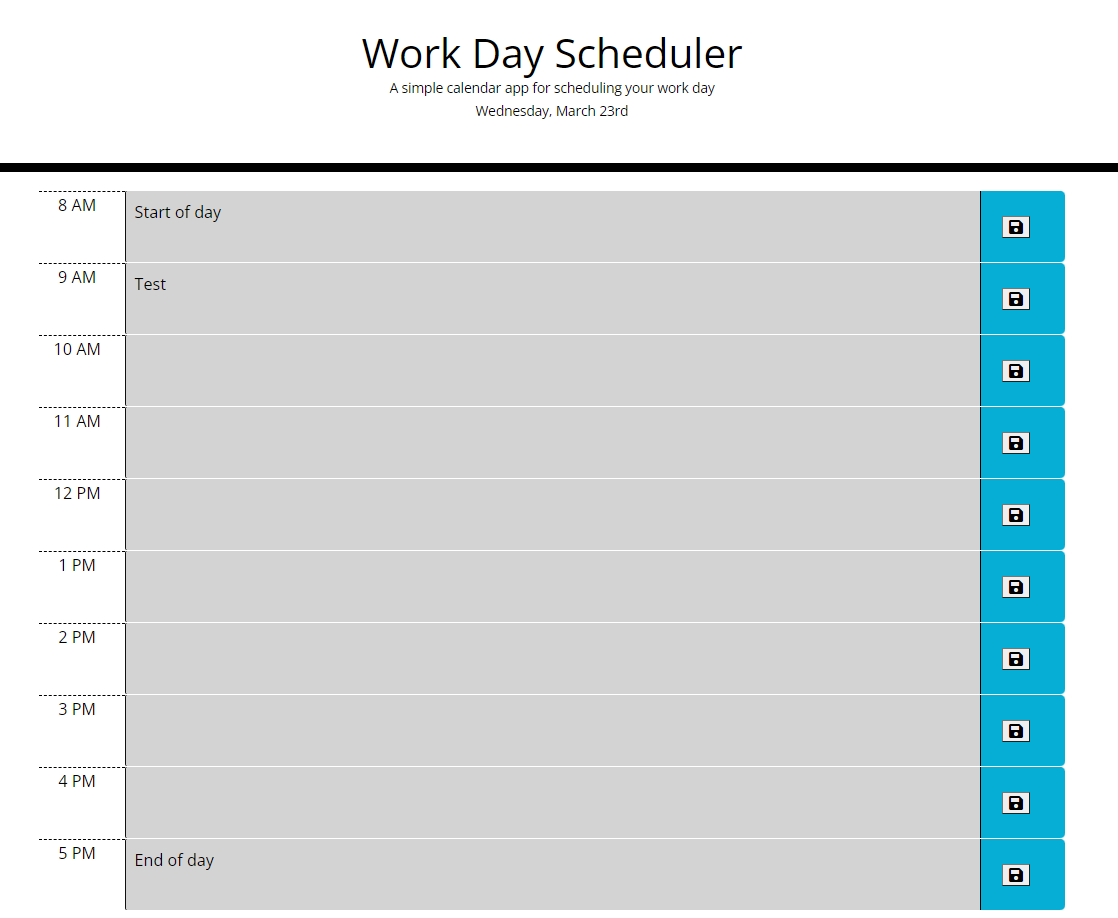 Work Day Scheduler
A simple calendar app for scheduling your work day
Wednesday, March 23rd
8 AM
Start of day
9 AM
Test
10 AM
11 AM
12 PM
1 PM
2 PM
3 PM
4 PM
5 PM
End of day